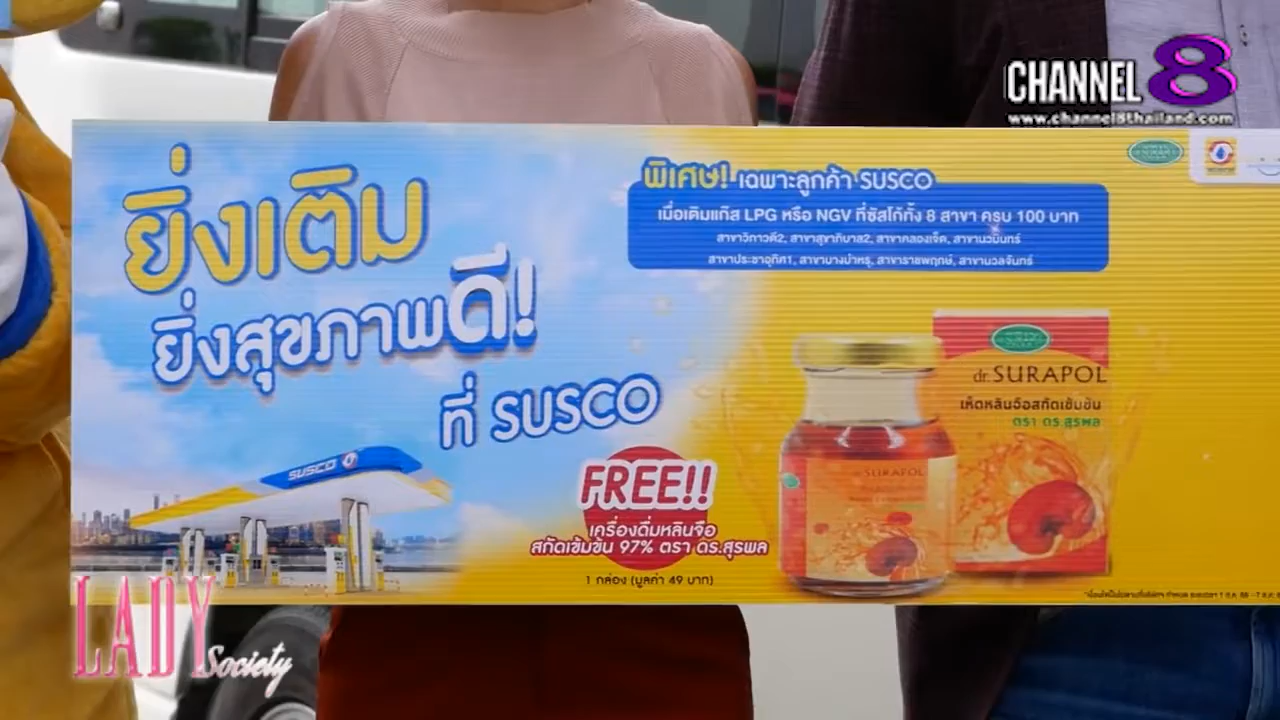 CHANNEL 8
www.channel8thailand.com
ยิ่งเติม
ยิ่งสุขภาพดี!
ที่ SUSCO
พิเศษ! เฉพาะลูกค้า SUSCO
เมื่อเติมแก๊ส LPG หรือ NGV ที่ซัสโก้ทั้ง 8 สาขา ครบ 100 บาท
สาขาวิภาวดี2, สาขาสุขาภิบาล2, สาขาคลองเจ็ด, สาขานวมินทร์
สาขาประชาอุทิศ1, สาขาบางบำหรุ, สาขาราชพฤกษ์, สาขานวลจันทร์
SUSCO
FREE!!
เครื่องดื่มหลินจือ
สกัดเข้มข้น 97% ตรา ดร.สุรพล
1 กล่อง (มูลค่า 49 บาท)
dr.SURAPOL
เห็ดหลินจือสกัดเข้มข้น
ตรา ดร.สุรพล
dr.SURAPOL
LADY
Society